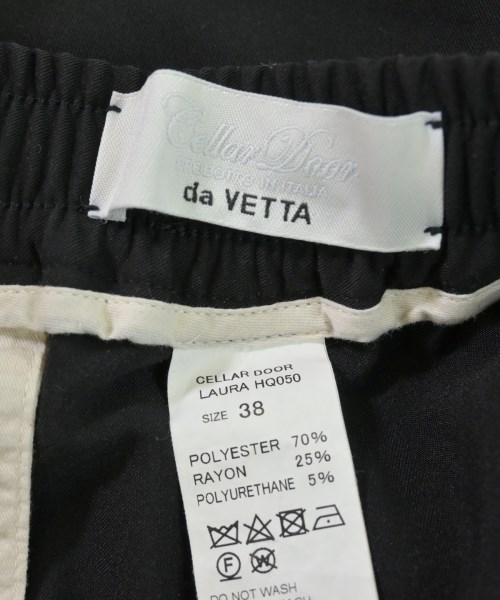 Cellar Door
da VETTA
CELLAR DOOR
LAURA HQ050
SIZE 38
POLYESTER 70%
RAYON 25%
POLYURETHANE 5%
F W
DO NOT WASH